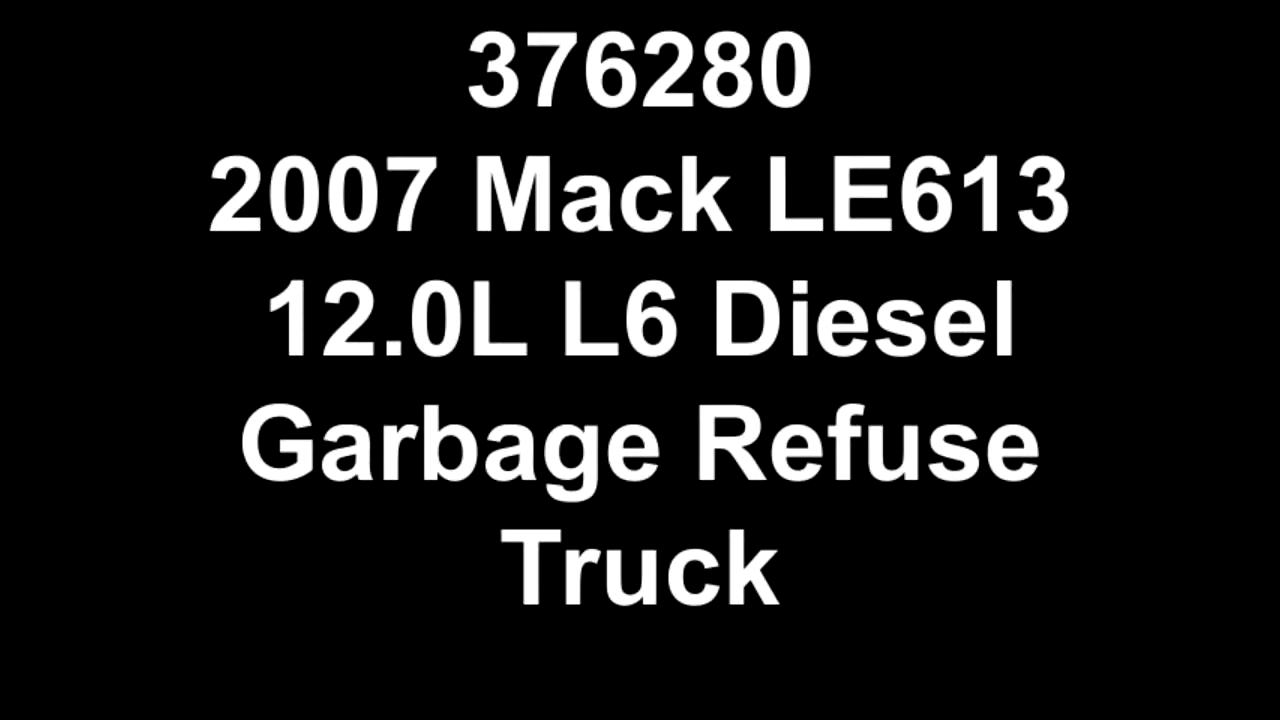 376280
2007 Mack LE613
12.0L L6 Diesel
Garbage Refuse
Truck